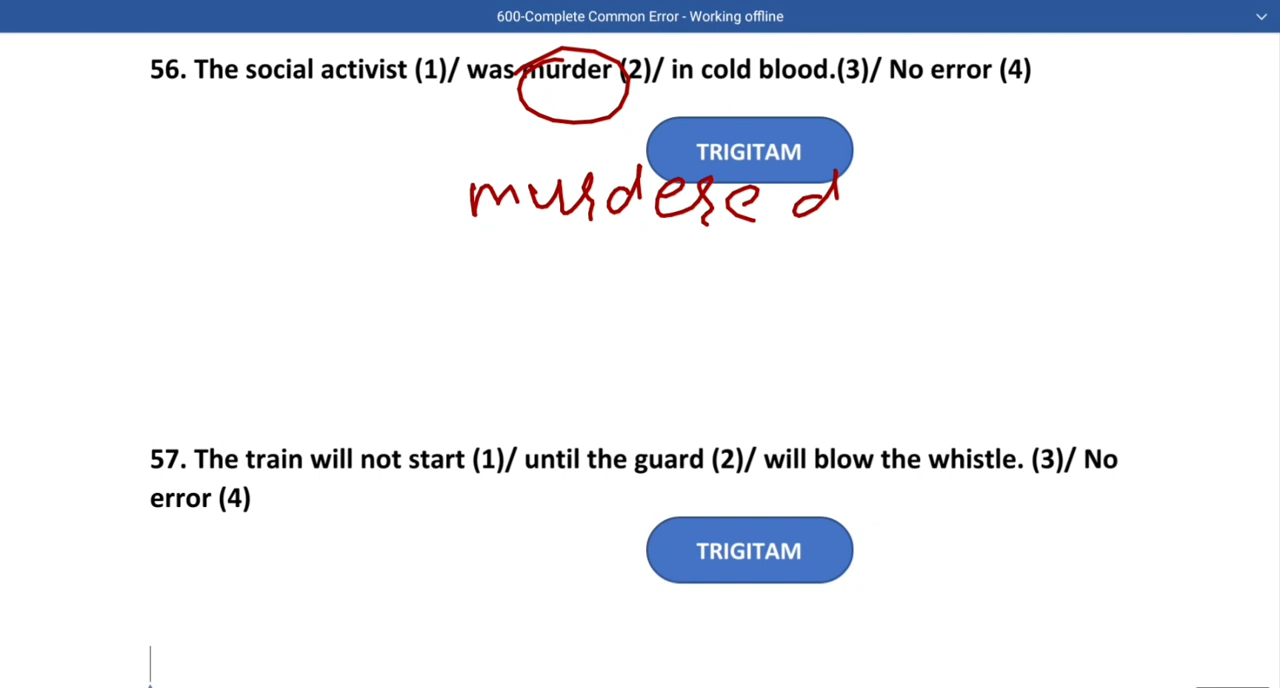 600-Complete Common Error - Working offline
56. The social activist (1)/ was murder (2)/ in cold blood.(3)/ No error (4)
TRIGITAM
murdered
57. The train will not start (1)/ until the guard (2)/ will blow the whistle. (3)/ No
error (4)
TRIGITAM